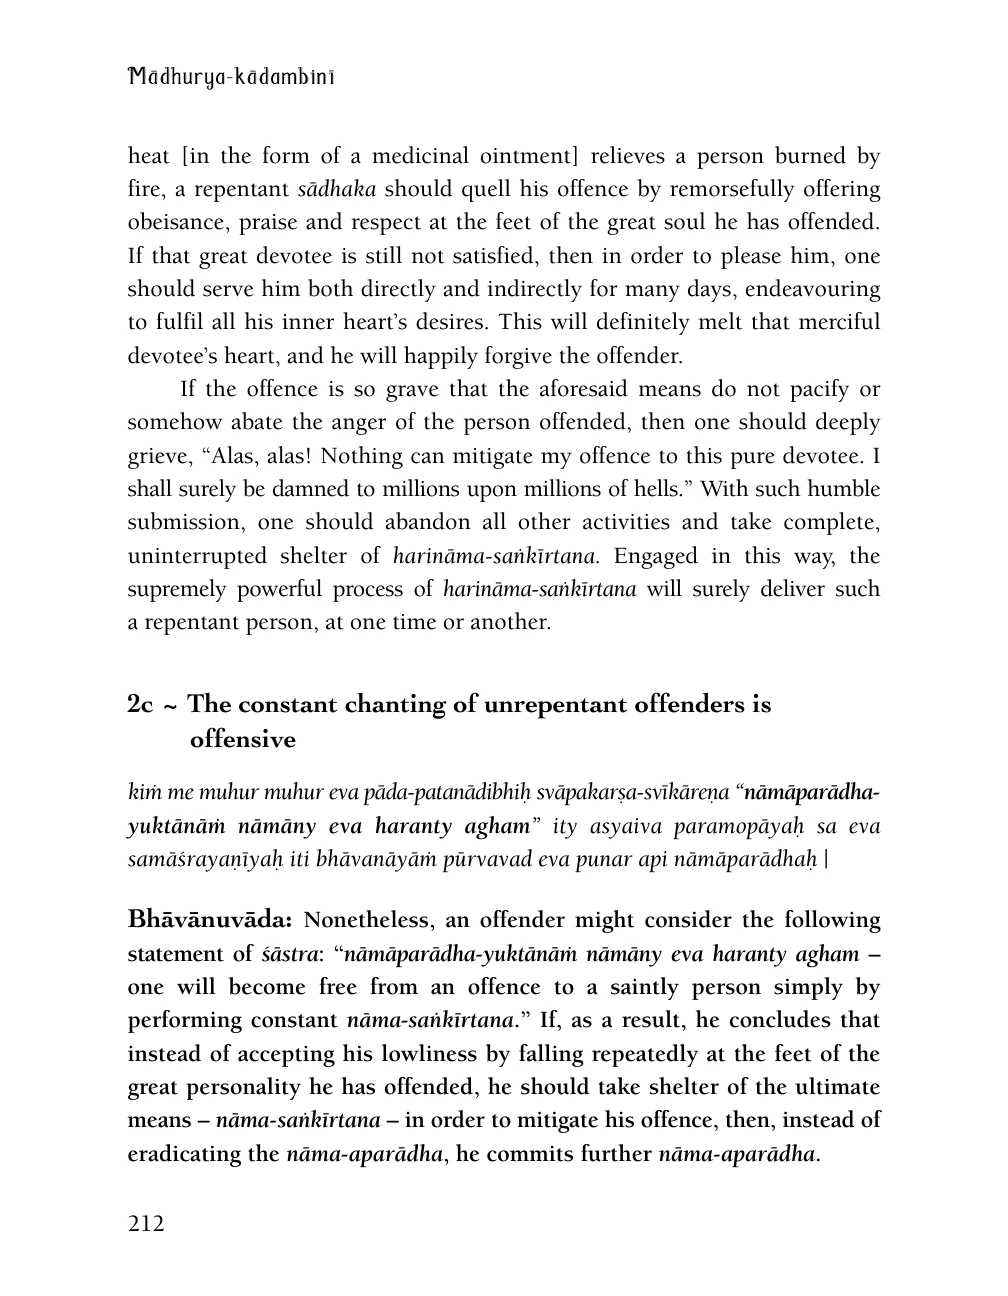 Mādhurya-kādambinī
heat [in the form of a medicinal ointment] relieves a person burned by
fire, a repentant sādhaka should quell his offence by remorsefully offering
obeisance, praise and respect at the feet of the great soul he has offended.
If that great devotee is still not satisfied, then in order to please him, one
should serve him both directly and indirectly for many days, endeavouring
to fulfil all his inner heart’s desires. This will definitely melt that merciful
devotee’s heart, and he will happily forgive the offender.
If the offence is so grave that the aforesaid means do not pacify or
somehow abate the anger of the person offended, then one should deeply
grieve, “Alas, alas! Nothing can mitigate my offence to this pure devotee. I
shall surely be damned to millions upon millions of hells.” With such humble
submission, one should abandon all other activities and take complete,
uninterrupted shelter of harināma-saṅkīrtana. Engaged in this way, the
supremely powerful process of harināma-saṅkīrtana will surely deliver such
a repentant person, at one time or another.
2c ~ The constant chanting of unrepentant offenders is
offensive
kiṁ me muhur muhur eva pāda-patanādibhiḥ svāpakarṣa-svīkāreṇa “nāmāparādha-
yuktānāṁ nāmāny eva haranty agham” ity asyaiva paramopāyaḥ sa eva
samāśrayaṇīyaḥ iti bhāvanāyāṁ pūrvavad eva punar api nāmāparādhaḥ |
Bhāvānuvāda: Nonetheless, an offender might consider the following
statement of śāstra: “nāmāparādha-yuktānāṁ nāmāny eva haranty agham –
one will become free from an offence to a saintly person simply by
performing constant nāma-saṅkīrtana.” If, as a result, he concludes that
instead of accepting his lowliness by falling repeatedly at the feet of the
great personality he has offended, he should take shelter of the ultimate
means – nāma-saṅkīrtana – in order to mitigate his offence, then, instead of
eradicating the nāma-aparādha, he commits further nāma-aparādha.
212